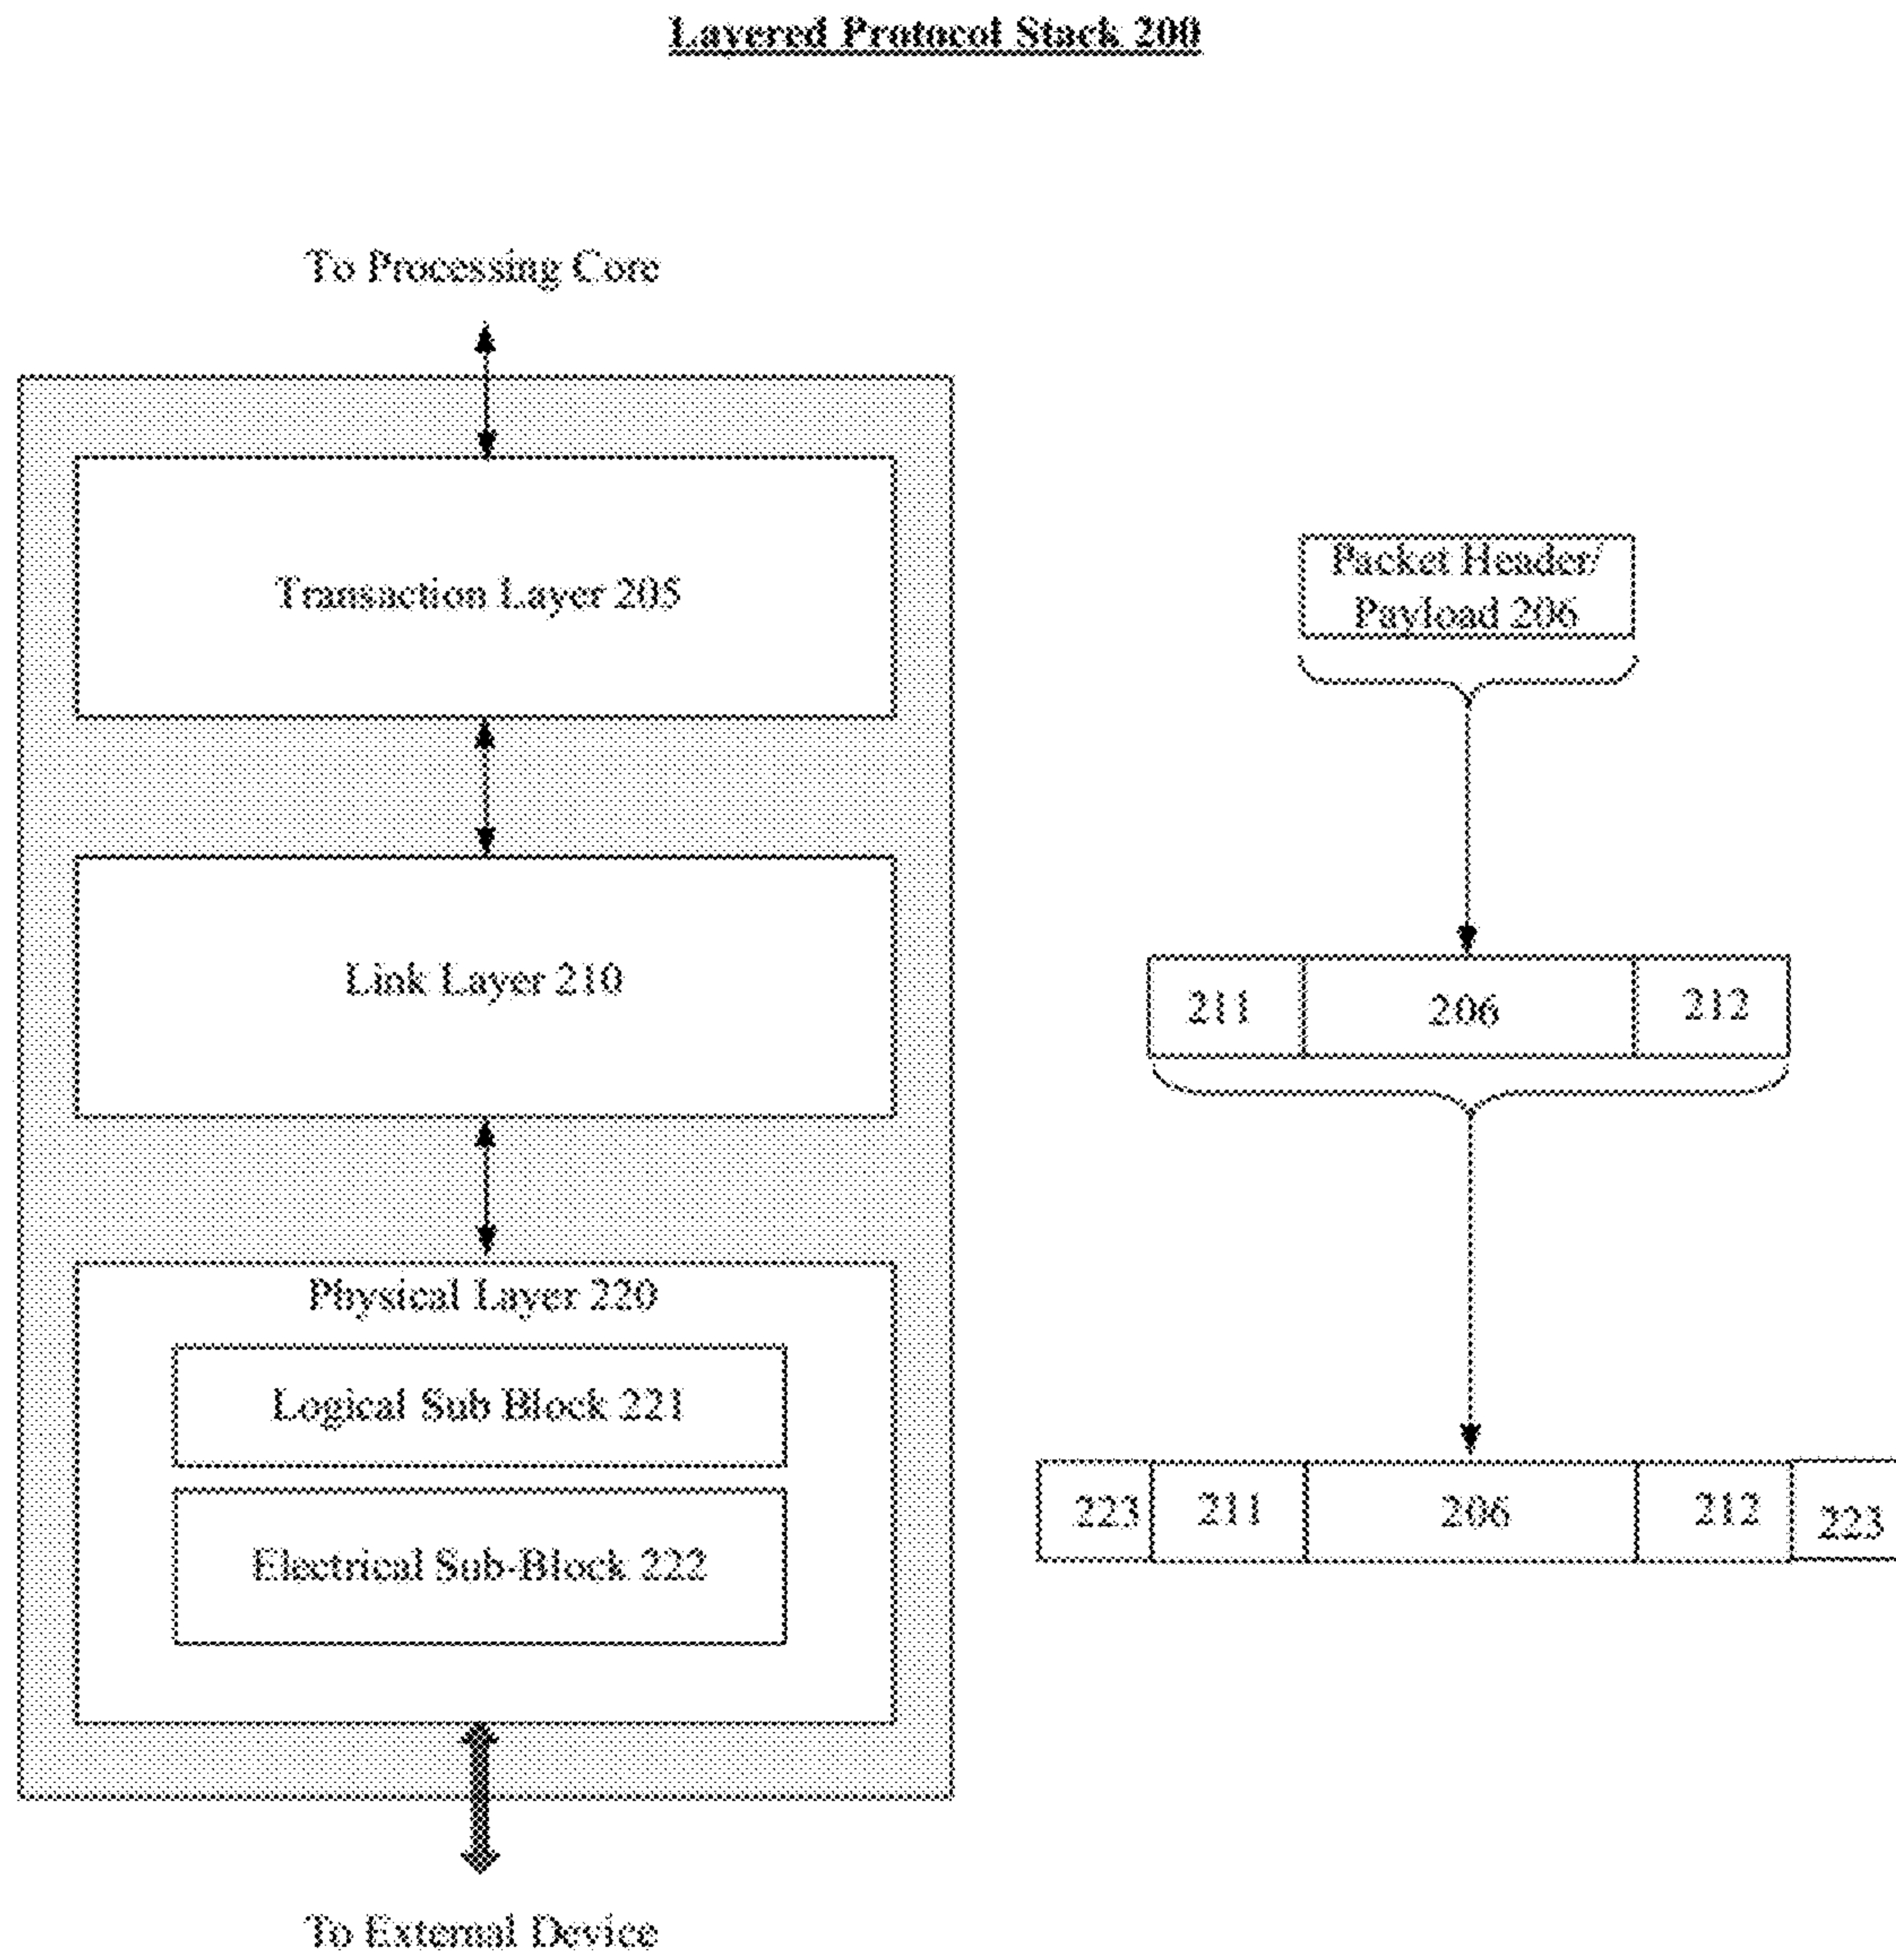 Layered Protocol Stack 200
To Processing Core
Transaction Layer 205
Packet Header/
Payload 206
Link Layer 210
211 206 212
Physical Layer 220
Logical Sub Block 221
Electrical Sub-Block 222
223 211 206 212 223
To External Device